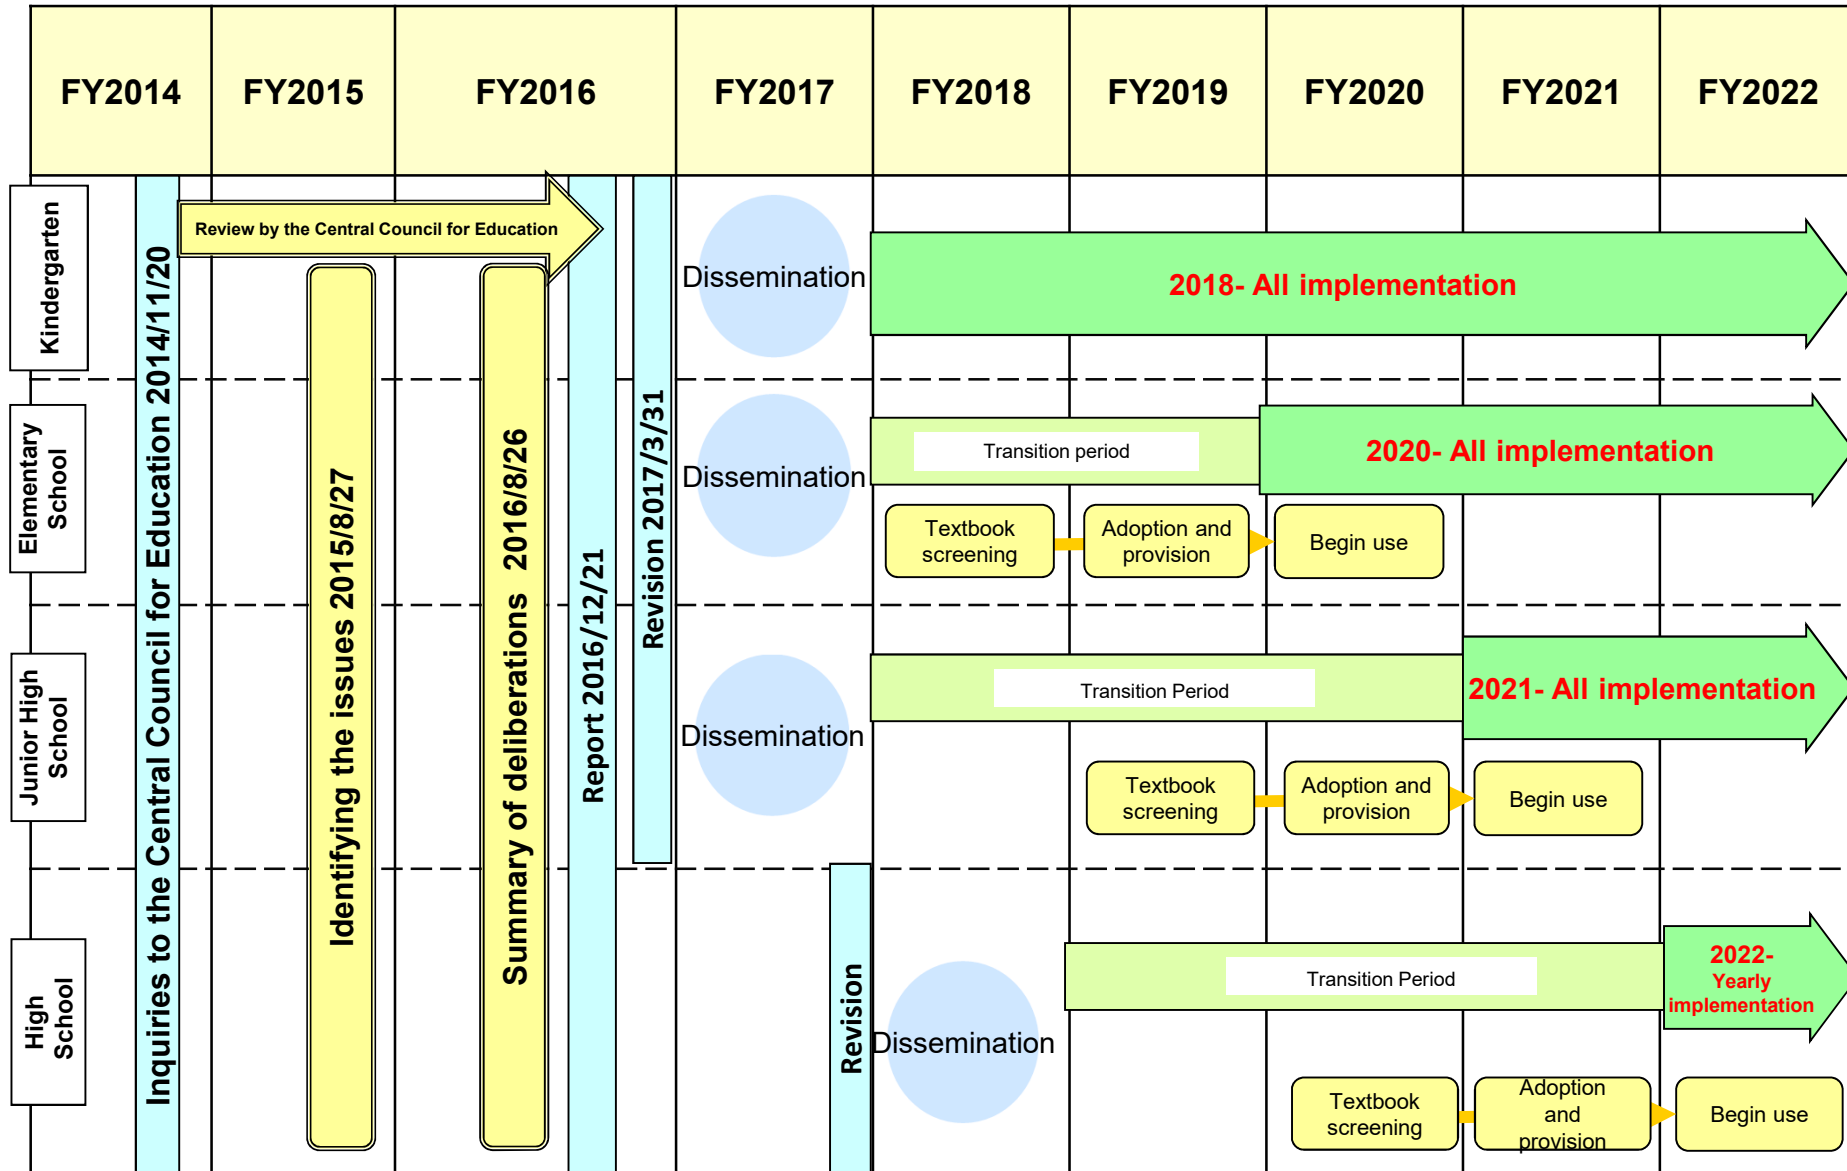 FY2014
FY2015
FY2016
FY2017
FY2018
FY2019
FY2020
FY2021
FY2022
Kindergarten
Elementary
School
Junior High
School
High
School
Inquiries to the Central Council for Education 2014/11/20
Review by the Central Council for Education
Identifying the issues 2015/8/27
Summary of deliberations 2016/8/26
Report 2016/12/21
Revision 2017/3/31
Revision
Dissemination
2018- All implementation
Dissemination
Transition period
2020- All implementation
Textbook
screening
Adoption and
provision
Begin use
Dissemination
Transition Period
2021- All implementation
Textbook
screening
Adoption and
provision
Begin use
Dissemination
Transition Period
2022-
Yearly
implementation
Textbook
screening
Adoption
and
provision
Begin use